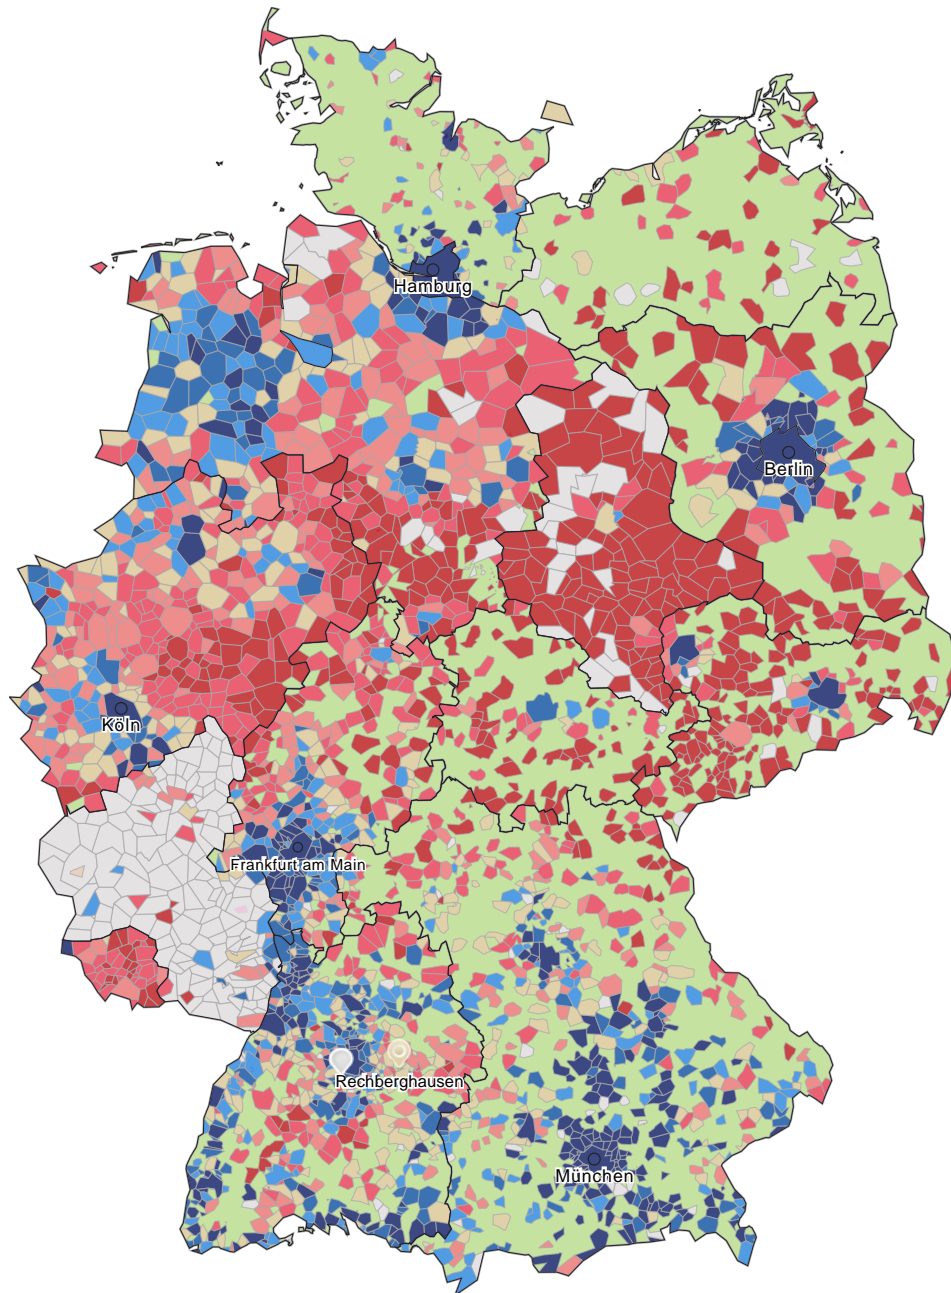 Hamburg
Berlin
Köln
Frankfurt am Main
Rechberghausen
München